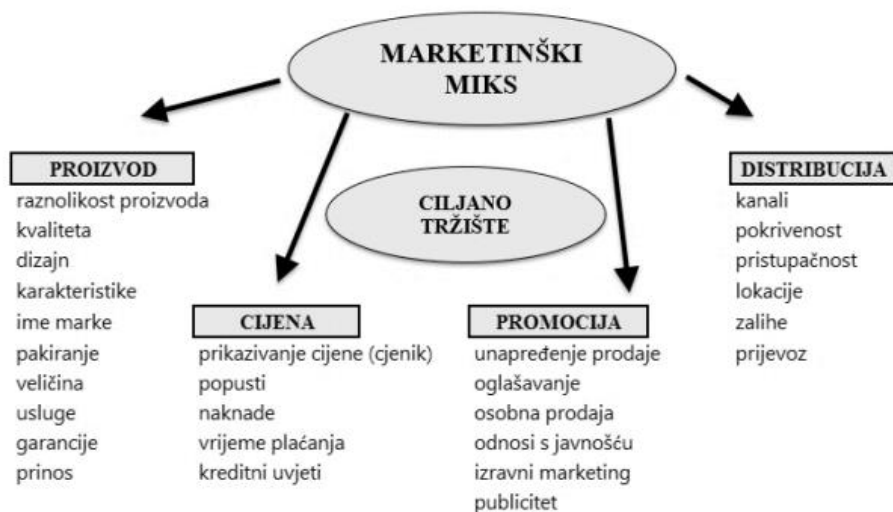 MARKETINŠKI
MIKS
CILJANO
TRŽIŠTE
PROIZVOD
raznolikost proizvoda
kvaliteta
dizajn
karakteristike
ime marke
pakiranje
veličina
usluge
garancije
prinos
CIJENA
prikazivanje cijene (cjenik)
popusti
naknade
vrijeme plaćanja
kreditni uvjeti
PROMOCIJA
unapređenje prodaje
oglašavanje
osobna prodaja
odnosi s javnošću
izravni marketing
publicitet
DISTRIBUCIJA
kanali
pokrivenost
pristupačnost
lokacije
zalihe
prijevoz